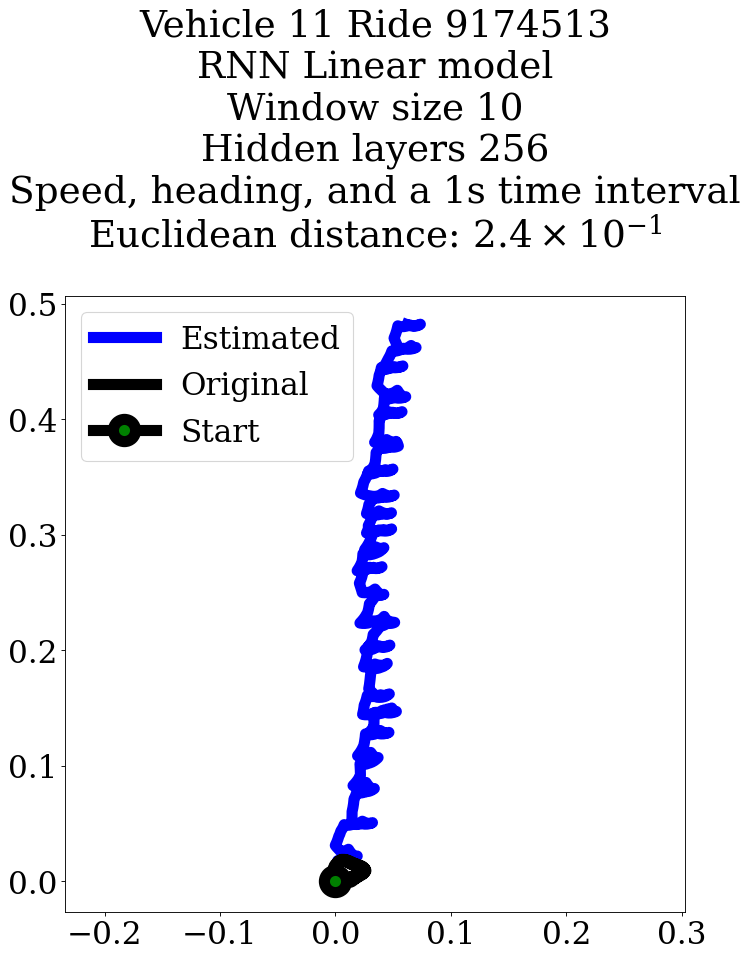 Vehicle 11 Ride 9174513
RNN Linear model
Window size 10
Hidden layers 256
Speed, heading, and a 1s time interval
Euclidean distance: 2.4 × 10⁻¹
Estimated
Original
Start
0.5
0.4
0.3
0.2
0.1
0.0
−0.2 −0.1 0.0 0.1 0.2 0.3